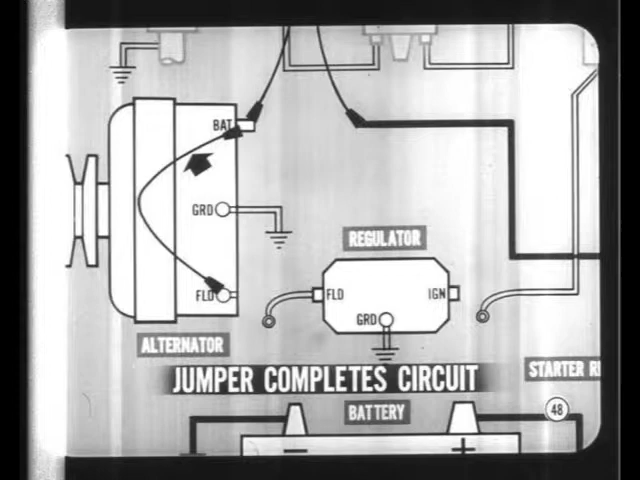 BAT
GRD
REGULATOR
FLD
FLD
IGN
GRD
ALTERNATOR
JUMPER COMPLETES CIRCUIT
STARTER
BATTERY
48